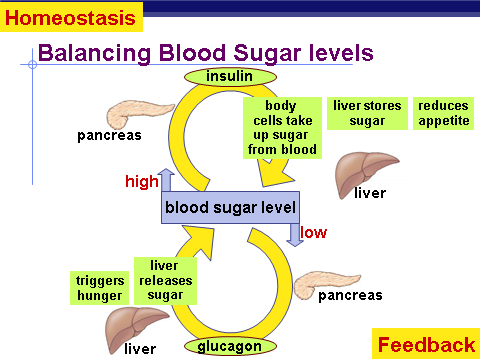 Homeostasis
Balancing Blood Sugar levels
insulin
pancreas
body
cells take
up sugar
from blood
liver stores
sugar
reduces
appetite
liver
high
blood sugar level
low
triggers
hunger
liver
releases
sugar
pancreas
liver
glucagon
Feedback